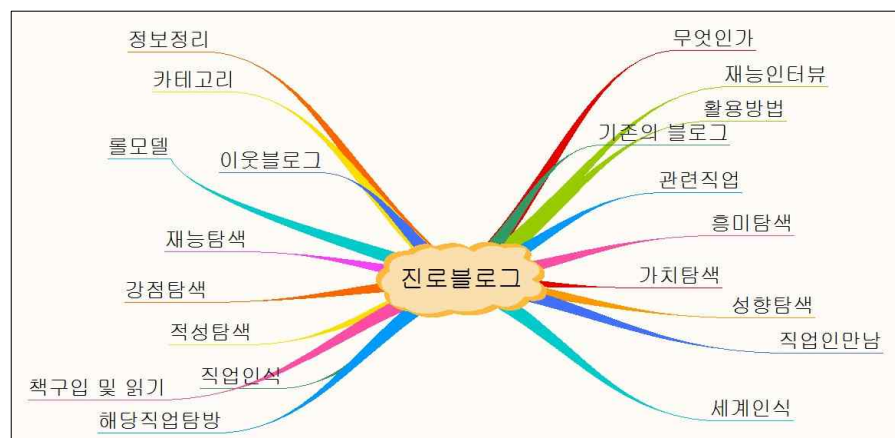 정보정리
카테고리
롤모델
이웃블로그
재능탐색
강점탐색
적성탐색
직업인식
책구입 및 읽기
해당직업탐방
진로블로그
무엇인가
재능인터뷰
활용방법
기존의 블로그
관련직업
흥미탐색
가치탐색
성향탐색
직업인만남
세계인식